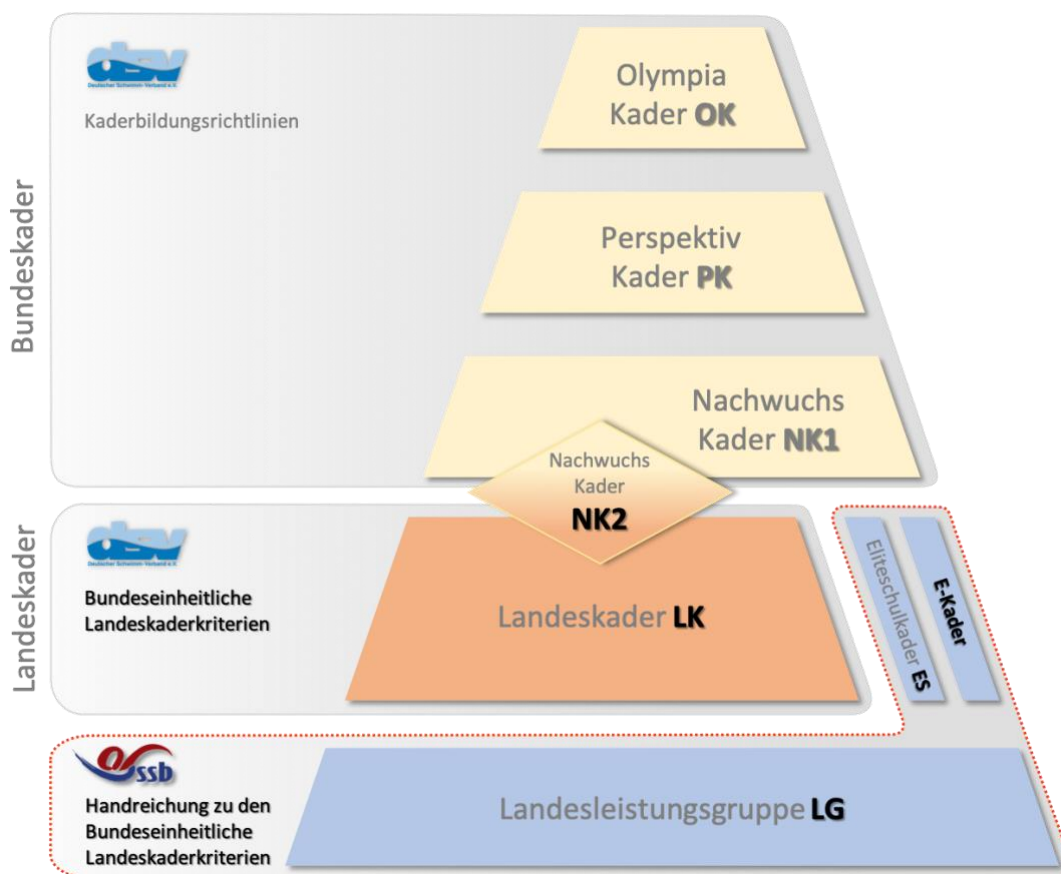 Bundeskader
dsv
Deutscher Schwimm-Verband e.V.
Kaderbildungsrichtlinien
Olympia
Kader OK
Perspektiv
Kader PK
Nachwuchs
Kader NK1
Nachwuchs
Kader
NK2
Landeskader
dsv
Deutscher Schwimm-Verband e.V.
Bundeseinheitliche
Landeskaderkriterien
Landeskader LK
Eliteschulkader ES
E-Kader
ssb
Handreichung zu den
Bundeseinheitliche
Landeskaderkriterien
Landesleistungsgruppe LG